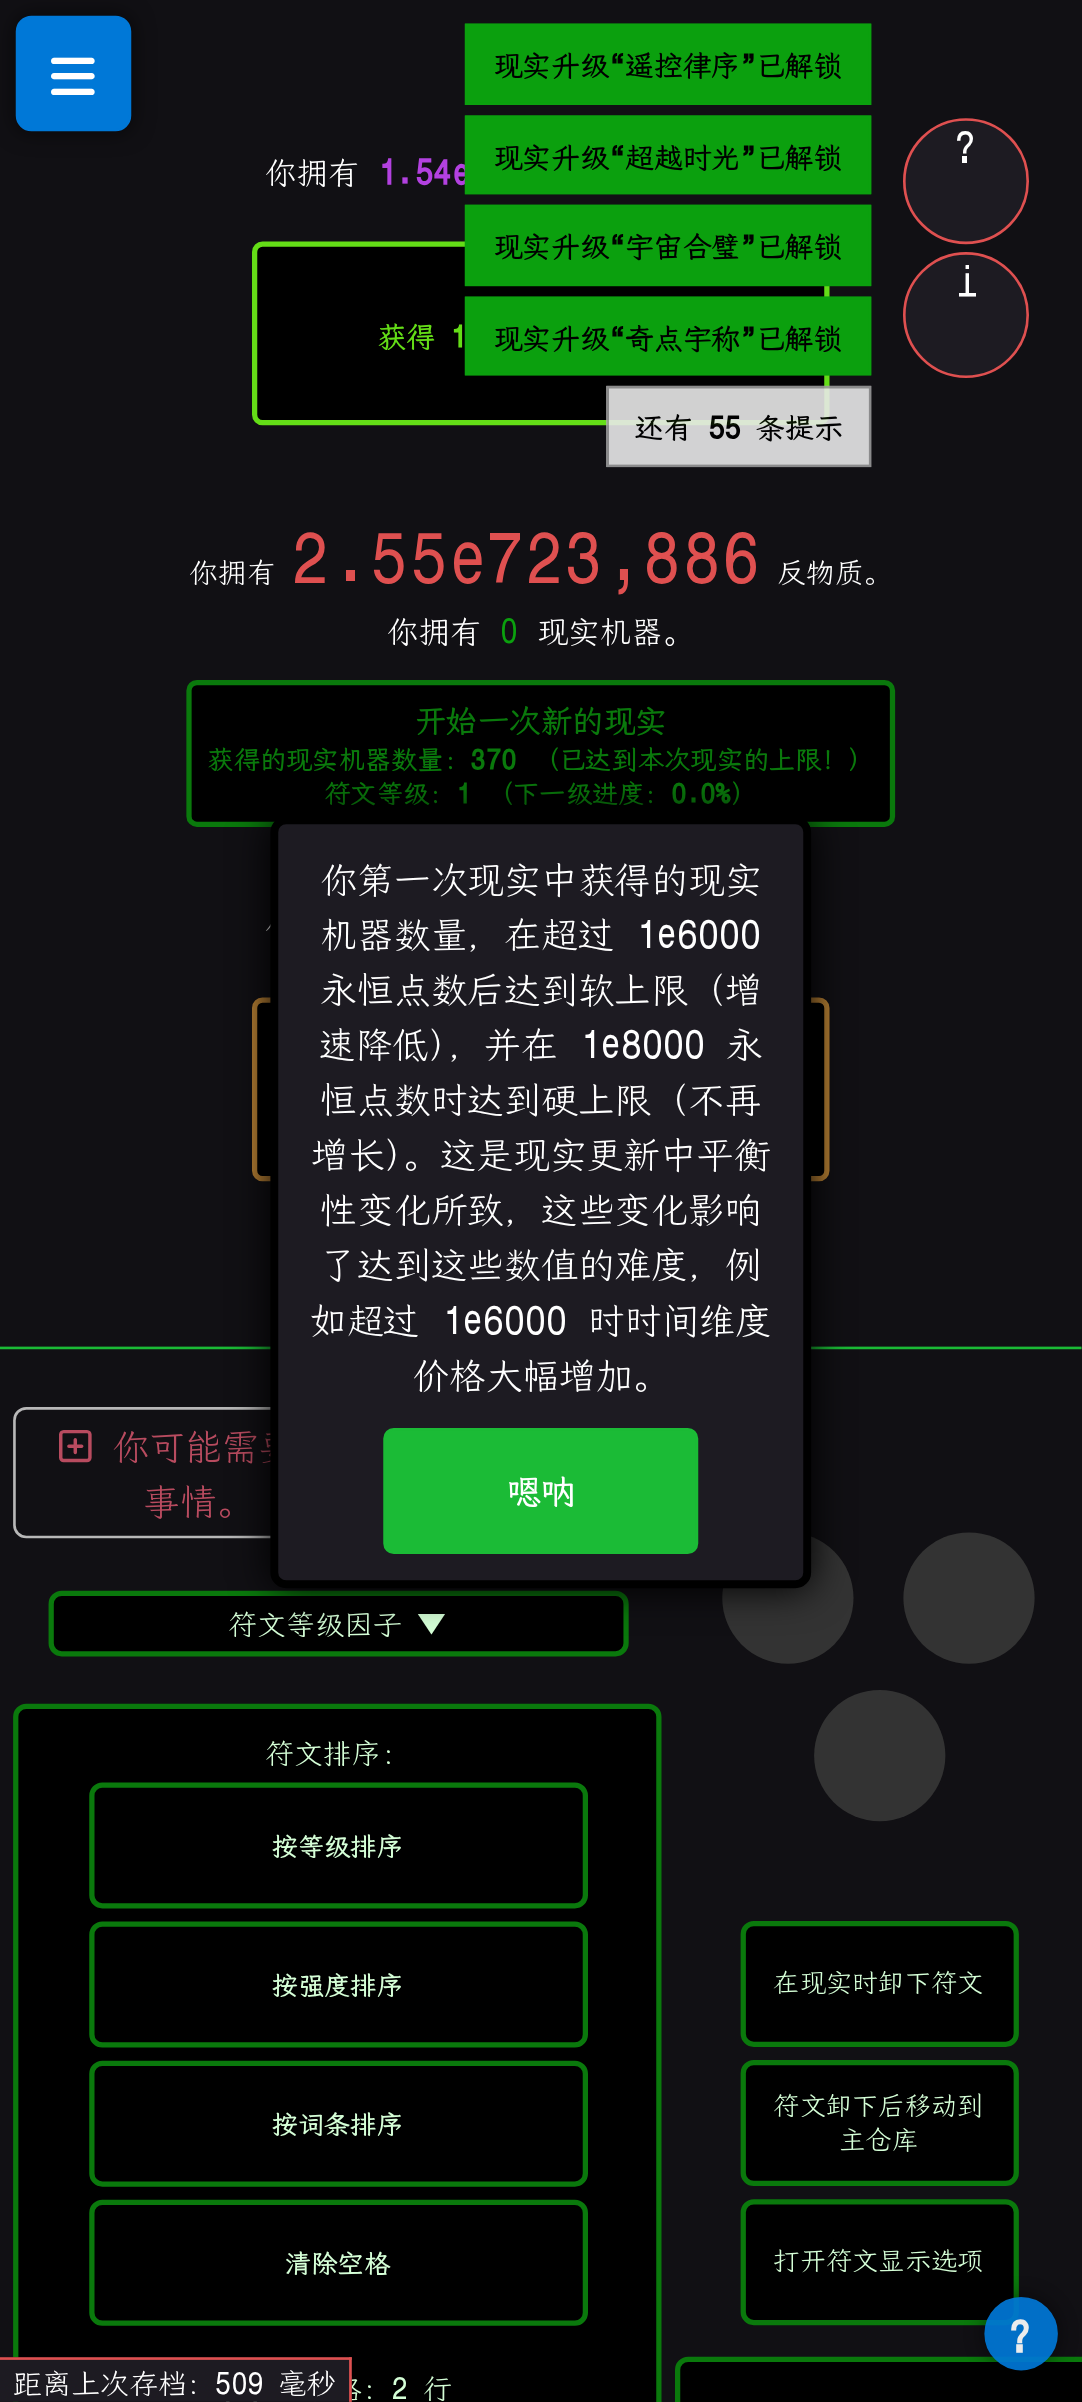 现实升级“遥控律序”已解锁
现实升级“超越时光”已解锁
你拥有 1.54e
现实升级“宇宙合璧”已解锁
现实升级“奇点宇称”已解锁
获得 1
还有 55 条提示
?
i
你拥有 2.55e723,886 反物质。
你拥有 0 现实机器。
开始一次新的现实
获得的现实机器数量: 370 (已达到本次现实的上限!)
符文等级: 1 (下一级进度: 0.0%)
你第一次现实中获得的现实
机器数量, 在超过 1e6000
永恒点数后达到软上限 (增
速降低), 并在 1e8000 永
恒点数时达到硬上限 (不再
增长)。这是现实更新中平衡
性变化所致, 这些变化影响
了达到这些数值的难度, 例
如超过 1e6000 时时间维度
价格大幅增加。
嗯呐
你可能需
事情。
符文等级因子 ▼
符文排序:
按等级排序
按强度排序
按词条排序
清除空格
在现实时卸下符文
符文卸下后移动到
主仓库
打开符文显示选项
?
距离上次存档: 509 毫秒
: 2 行